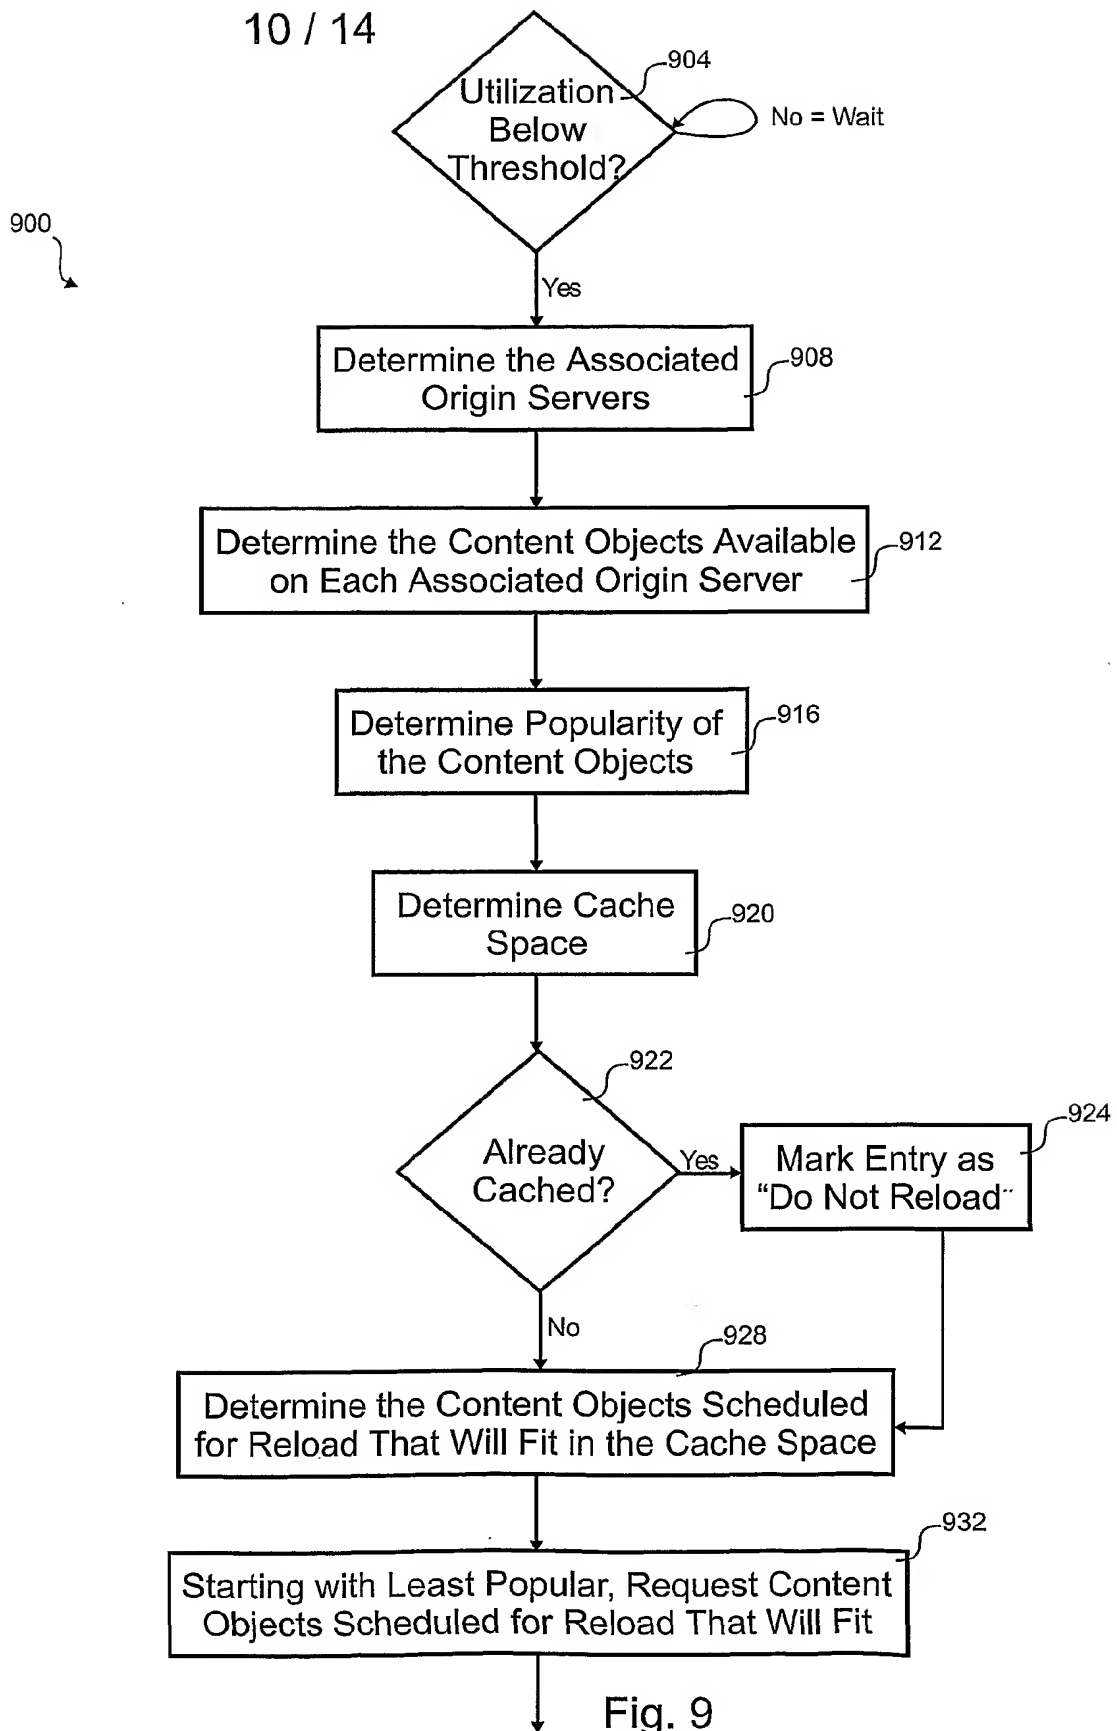 10 / 14
904
Utilization
Below
Threshold?
No = Wait
900
Yes
Determine the Associated
Origin Servers
908
Determine the Content Objects Available
on Each Associated Origin Server
912
Determine Popularity of
the Content Objects
916
Determine Cache
Space
920
922
Already
Cached?
Yes
924
Mark Entry as
“Do Not Reload”
No
928
Determine the Content Objects Scheduled
for Reload That Will Fit in the Cache Space
932
Starting with Least Popular, Request Content
Objects Scheduled for Reload That Will Fit
Fig. 9